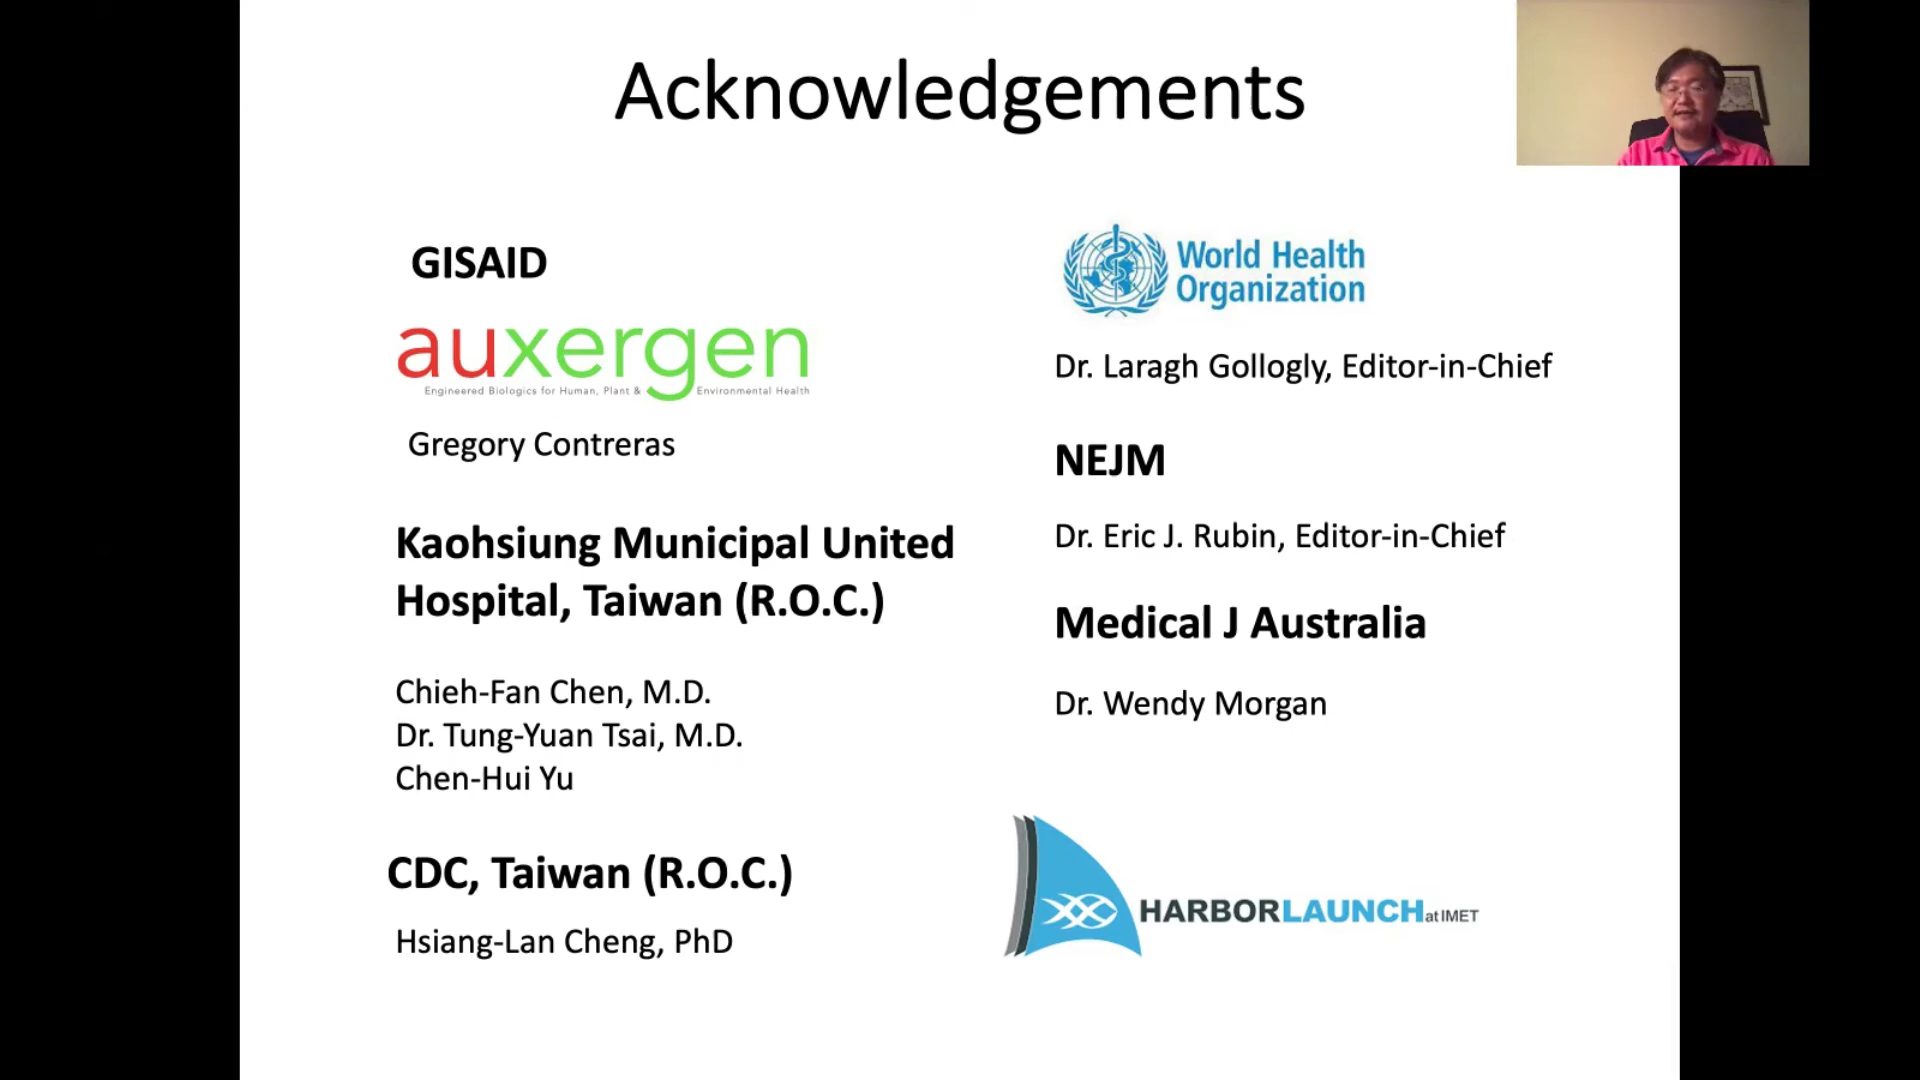 Acknowledgements
GISAID
auxergen
Engineered Biologics for Human, Plant & Environmental Health
Gregory Contreras
Kaohsiung Municipal United
Hospital, Taiwan (R.O.C.)
Chieh-Fan Chen, M.D.
Dr. Tung-Yuan Tsai, M.D.
Chen-Hui Yu
CDC, Taiwan (R.O.C.)
Hsiang-Lan Cheng, PhD
World Health
Organization
Dr. Laragh Gollogly, Editor-in-Chief
NEJM
Dr. Eric J. Rubin, Editor-in-Chief
Medical J Australia
Dr. Wendy Morgan
HARBORLAUNCH at IMET